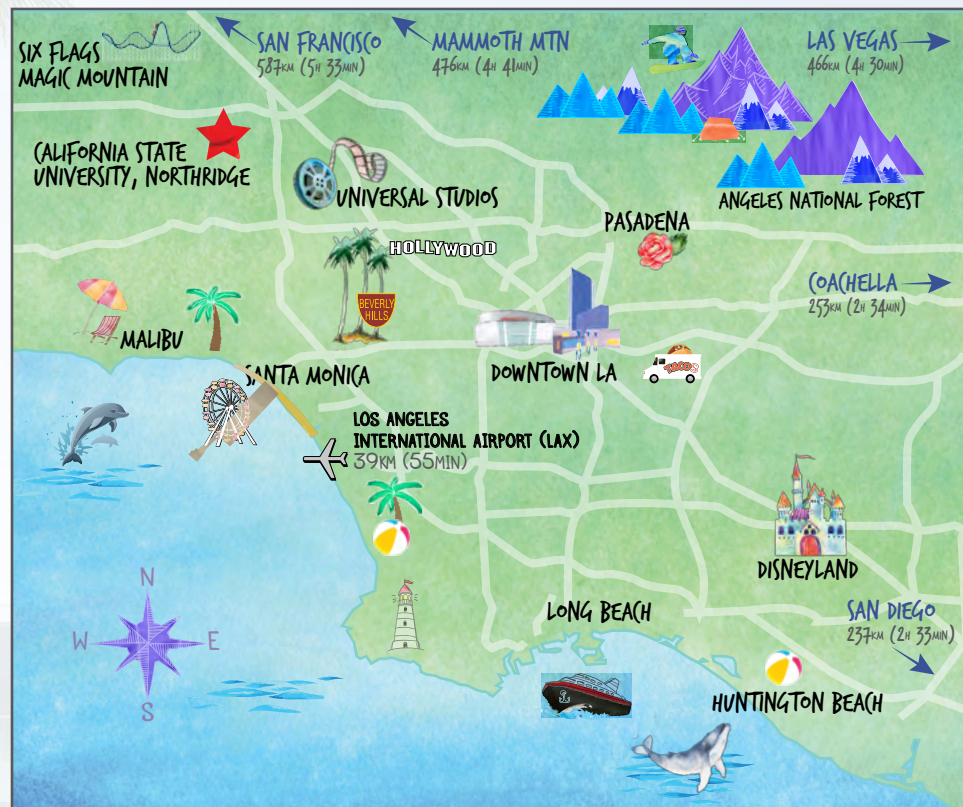 SIX FLAGS
MAGIC MOUNTAIN
SAN FRANCISCO
587KM (5H 33MIN)
MAMMOTH MTN
476KM (4H 41MIN)
LAS VEGAS
466KM (4H 30MIN)
CALIFORNIA STATE
UNIVERSITY, NORTHRIDGE
UNIVERSAL STUDIOS
ANGELES NATIONAL FOREST
PASADENA
HOLLYWOOD
COACHELLA
253KM (2H 34MIN)
BEVERLY
HILLS
MALIBU
DOWNTOWN LA
TACOS
SANTA MONICA
LOS ANGELES
INTERNATIONAL AIRPORT (LAX)
39KM (55MIN)
DISNEYLAND
N
W
E
S
LONG BEACH
SAN DIEGO
237KM (2H 33MIN)
HUNTINGTON BEACH